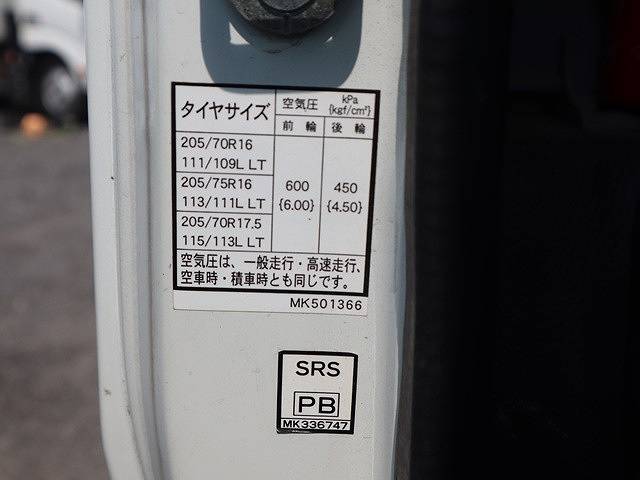 タイヤサイズ 空気圧 kPa {kgf/cm²}
前輪 後輪
205/70R16
111/109L LT
205/75R16 600 450
113/111L LT {6.00} {4.50}
205/70R17.5
115/113L LT
空気圧は、一般走行・高速走行、
空車時・積車時とも同じです。
MK501366
SRS
PB
MK336747